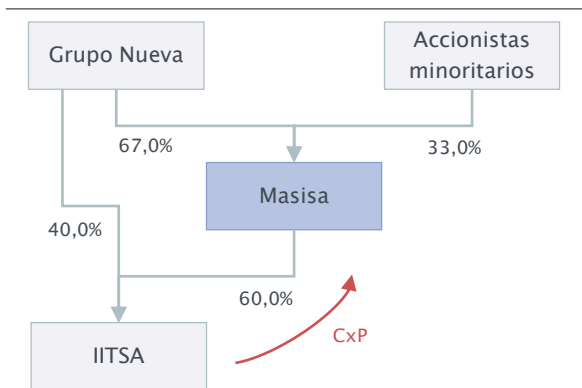 Grupo Nueva
Accionistas
minoritarios
67,0%
33,0%
Masisa
40,0%
60,0%
CxP
IITSA